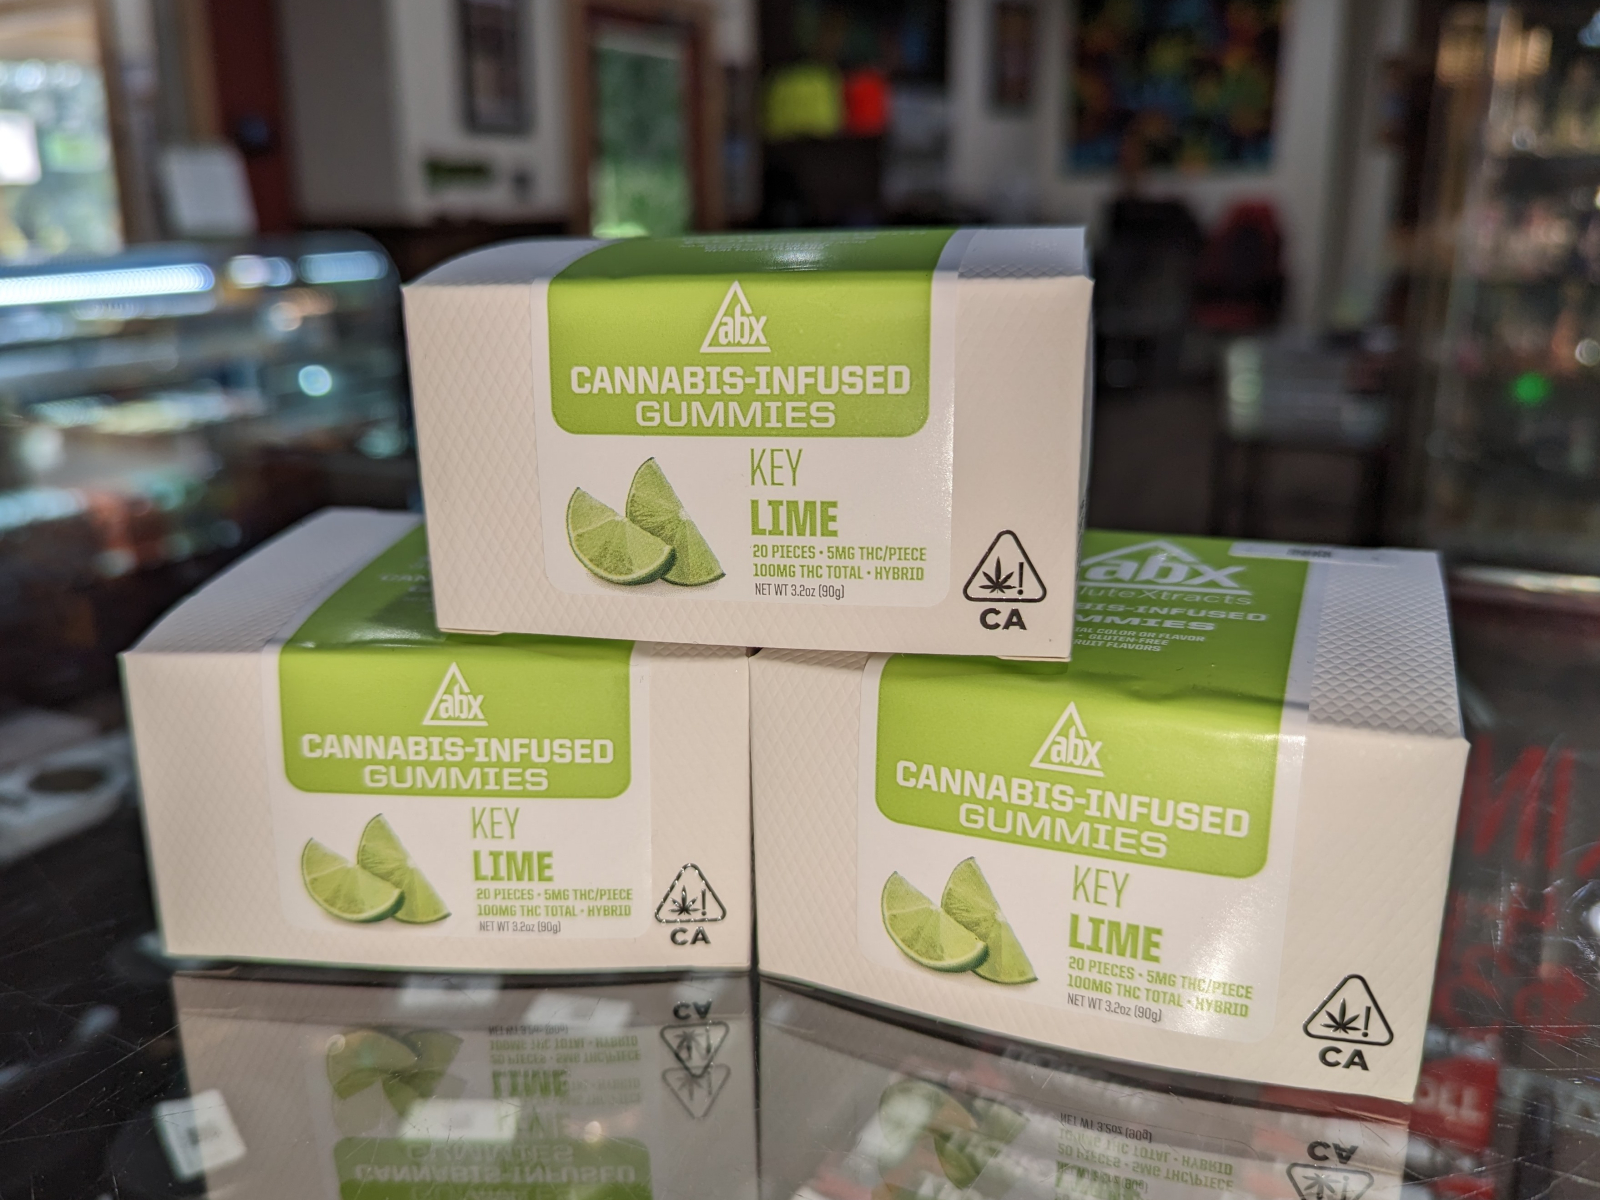 abx
CANNABIS-INFUSED
GUMMIES
KEY
LIME
20 PIECES • 5MG THC/PIECE
100MG THC TOTAL • HYBRID
NET WT 3.2oz (90g)
CA
abx
CANNABIS-INFUSED
GUMMIES
KEY
LIME
20 PIECES • 5MG THC/PIECE
100MG THC TOTAL • HYBRID
NET WT 3.2oz (90g)
CA
abx
GLUTEN-FREE
abx
CANNABIS-INFUSED
GUMMIES
KEY
LIME
20 PIECES • 5MG THC/PIECE
100MG THC TOTAL • HYBRID
NET WT 3.2oz (90g)
CA